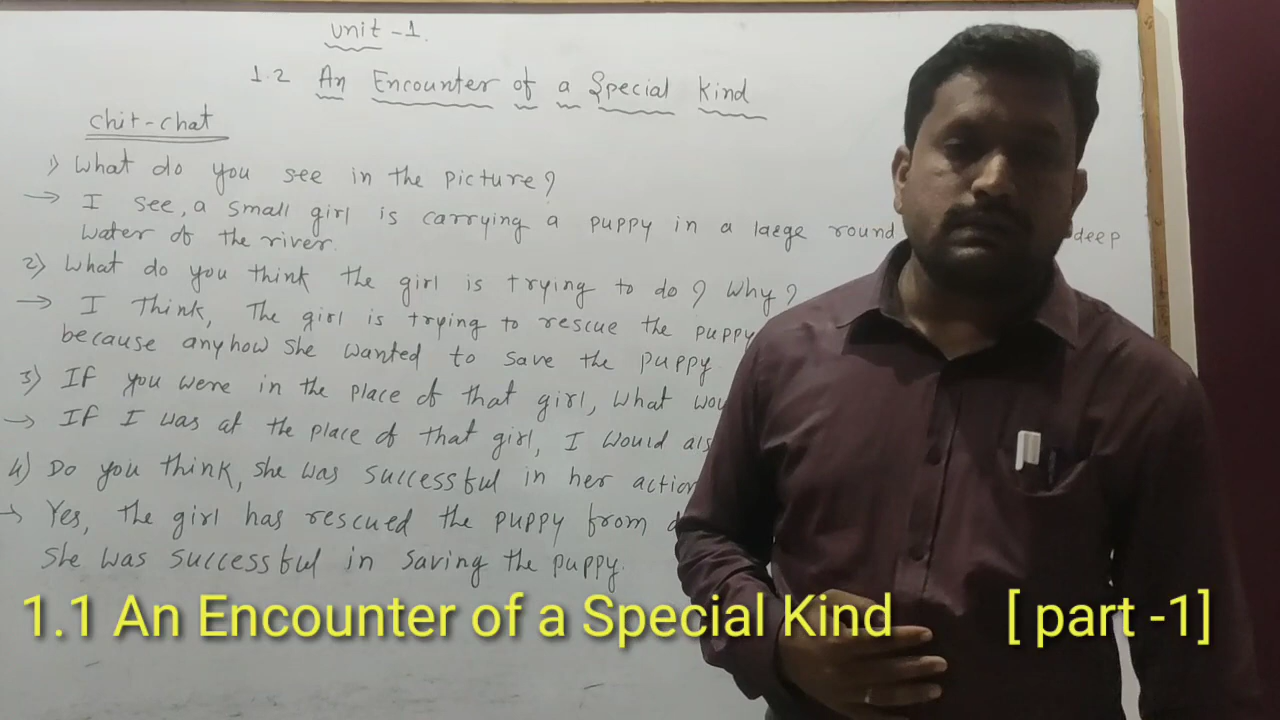 Unit -1.
1.2 An Encounter of a Special Kind
Chit-chat
1) What do you see in the picture?
→ I see, a small girl is carrying a puppy in a large round deep
water of the river.
2) What do you think the girl is trying to do? Why?
→ I think, The girl is trying to rescue the puppy
because anyhow she wanted to save the puppy
3) If you were in the place of that girl, what
→ If I was at the place of that girl, I would
4) Do you think, she was successful in her action
→ Yes, the girl has rescued the puppy from
She was successful in saving the puppy.
1.1 An Encounter of a Special Kind [ part -1]